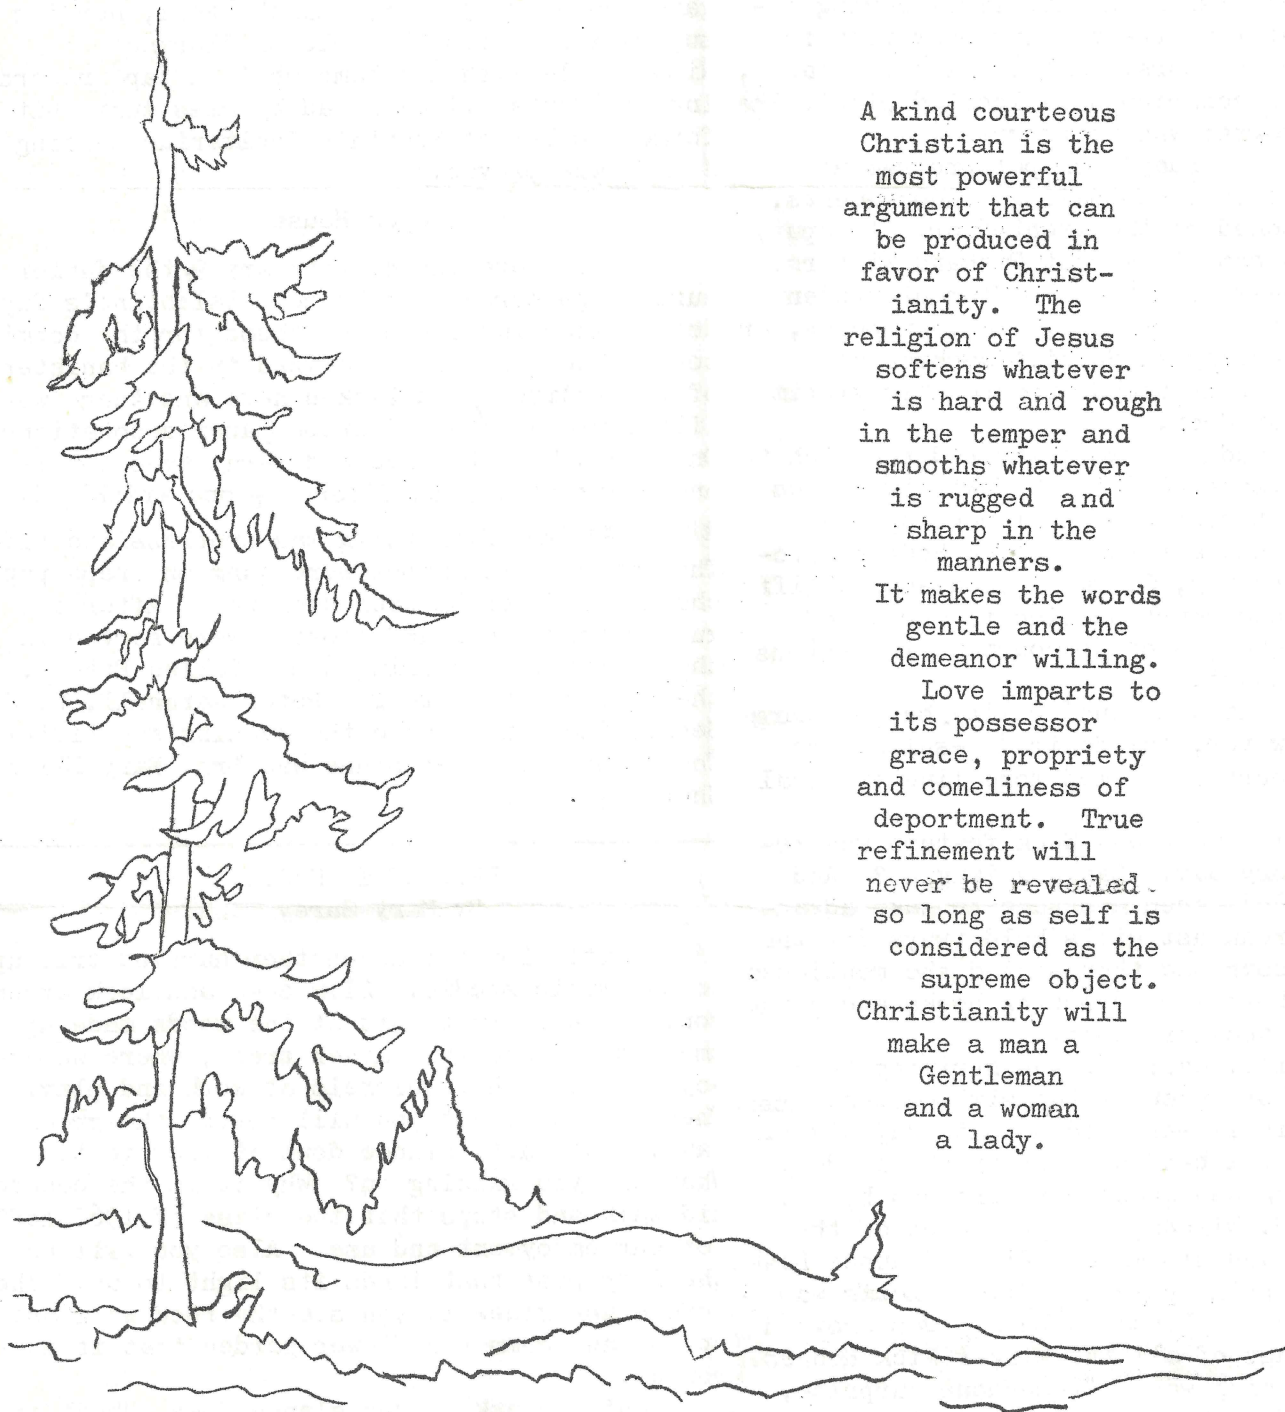 A kind courteous
Christian is the
most powerful
argument that can
be produced in
favor of Christ-
ianity. The
religion of Jesus
softens whatever
is hard and rough
in the temper and
smooths whatever
is rugged and
sharp in the
manners.
It makes the words
gentle and the
demeanor willing.
Love imparts to
its possessor
grace, propriety
and comeliness of
deportment. True
refinement will
never be revealed
so long as self is
considered as the
supreme object.
Christianity will
make a man a
Gentleman
and a woman
a lady.